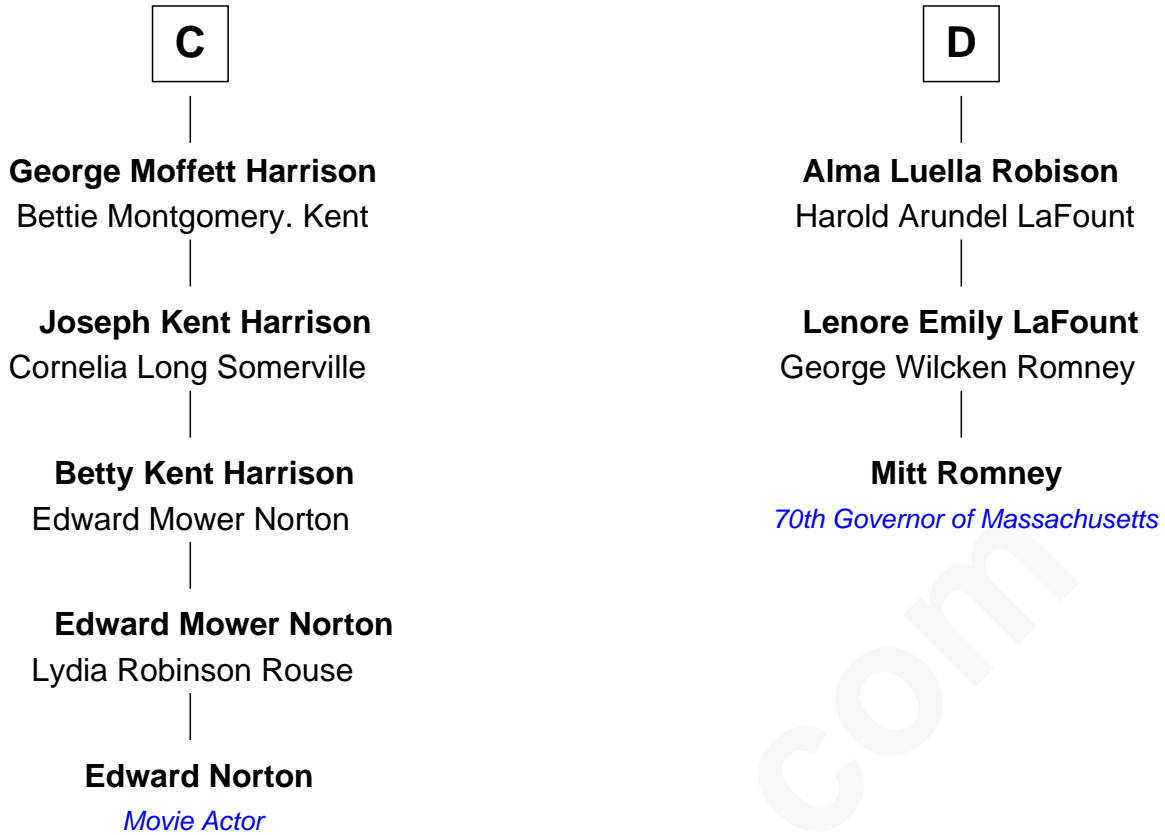 C
George Moffett Harrison
Bettie Montgomery. Kent
Joseph Kent Harrison
Cornelia Long Somerville
Betty Kent Harrison
Edward Mower Norton
Edward Mower Norton
Lydia Robinson Rouse
Edward Norton
Movie Actor
D
Alma Luella Robison
Harold Arundel LaFount
Lenore Emily LaFount
George Wilcken Romney
Mitt Romney
70th Governor of Massachusetts
com